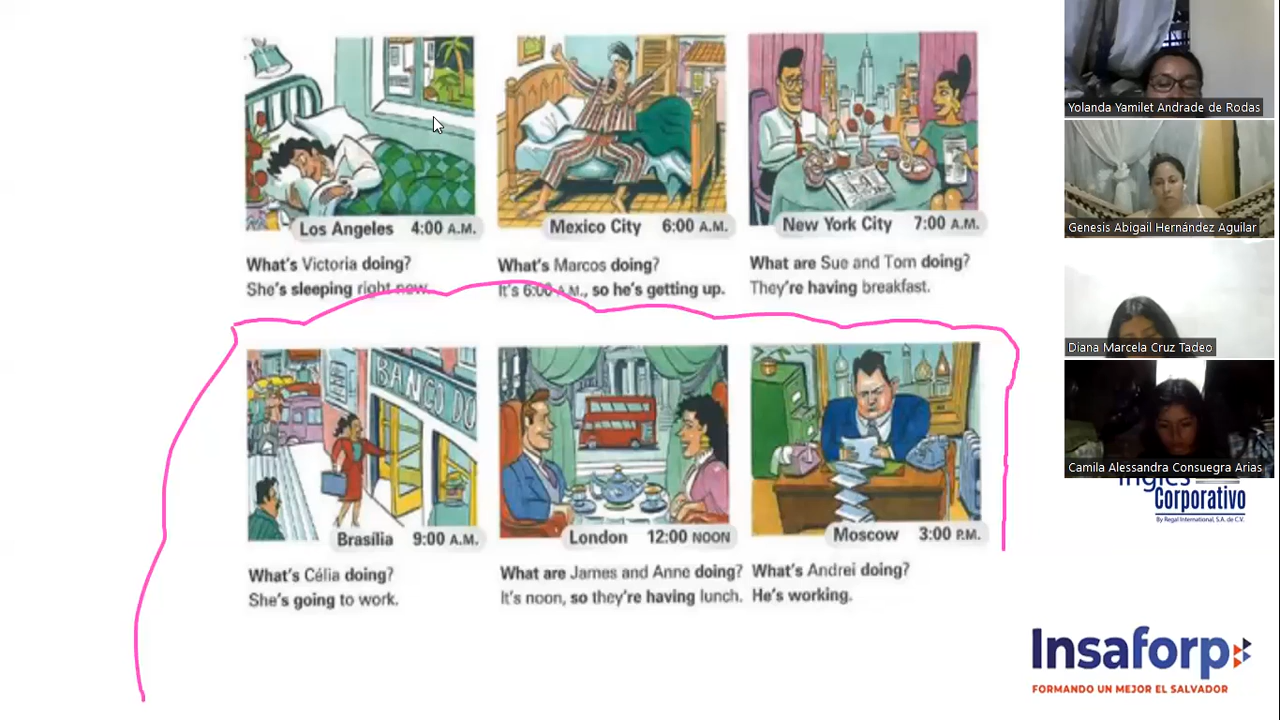 Los Angeles 4:00 A.M.
What's Victoria doing?
She's sleeping right now.
Mexico City 6:00 A.M.
What's Marcos doing?
It's 6:00 A.M., so he's getting up.
New York City 7:00 A.M.
What are Sue and Tom doing?
They're having breakfast.
BANCO DO
Brasília 9:00 A.M.
What's Célia doing?
She's going to work.
London 12:00 NOON
What are James and Anne doing?
It's noon, so they're having lunch.
Moscow 3:00 P.M.
What's Andrei doing?
He's working.
Yolanda Yamilet Andrade de Rodas
Genesis Abigail Hernández Aguilar
Diana Marcela Cruz Tadeo
Camila Alessandra Consuegra Arias
Inglés
Corporativo
By Regal International, S.A. de C.V.
Insaforp
FORMANDO UN MEJOR EL SALVADOR